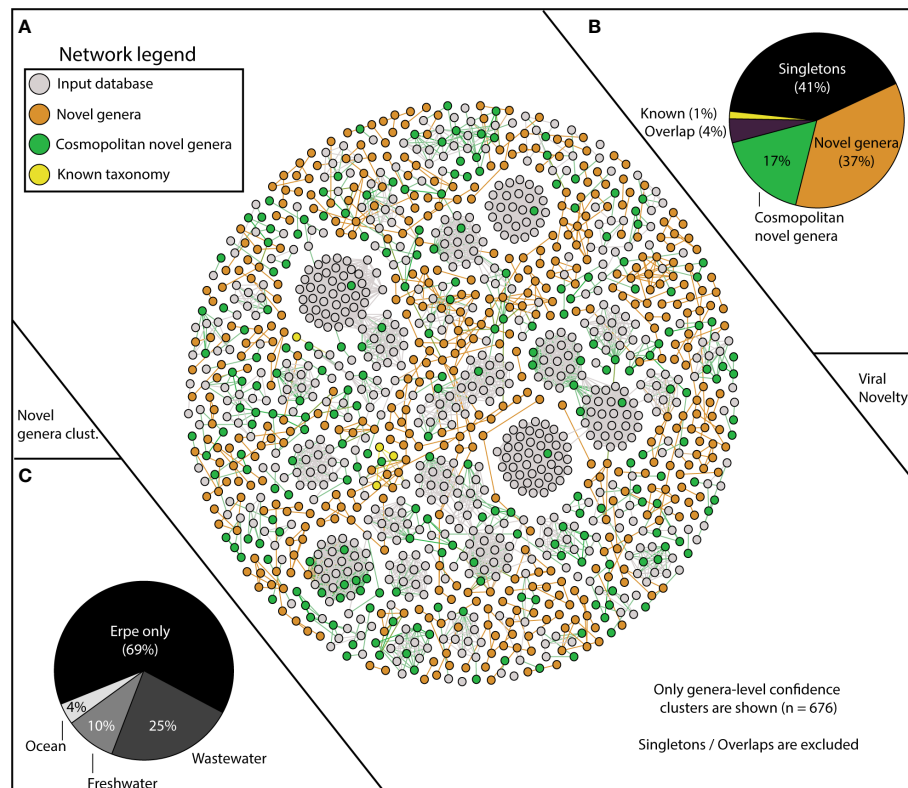 A
Network legend
Input database
Novel genera
Cosmopolitan novel genera
Known taxonomy
B
Singletons
(41%)
Known (1%)
Overlap (4%)
Novel genera
(37%)
17%
Cosmopolitan
novel genera
Viral
Novelty
Novel
genera clust.
C
Erpe only
(69%)
4%
10%
25%
Ocean
Freshwater
Wastewater
Only genera-level confidence
clusters are shown (n = 676)
Singletons / Overlaps are excluded